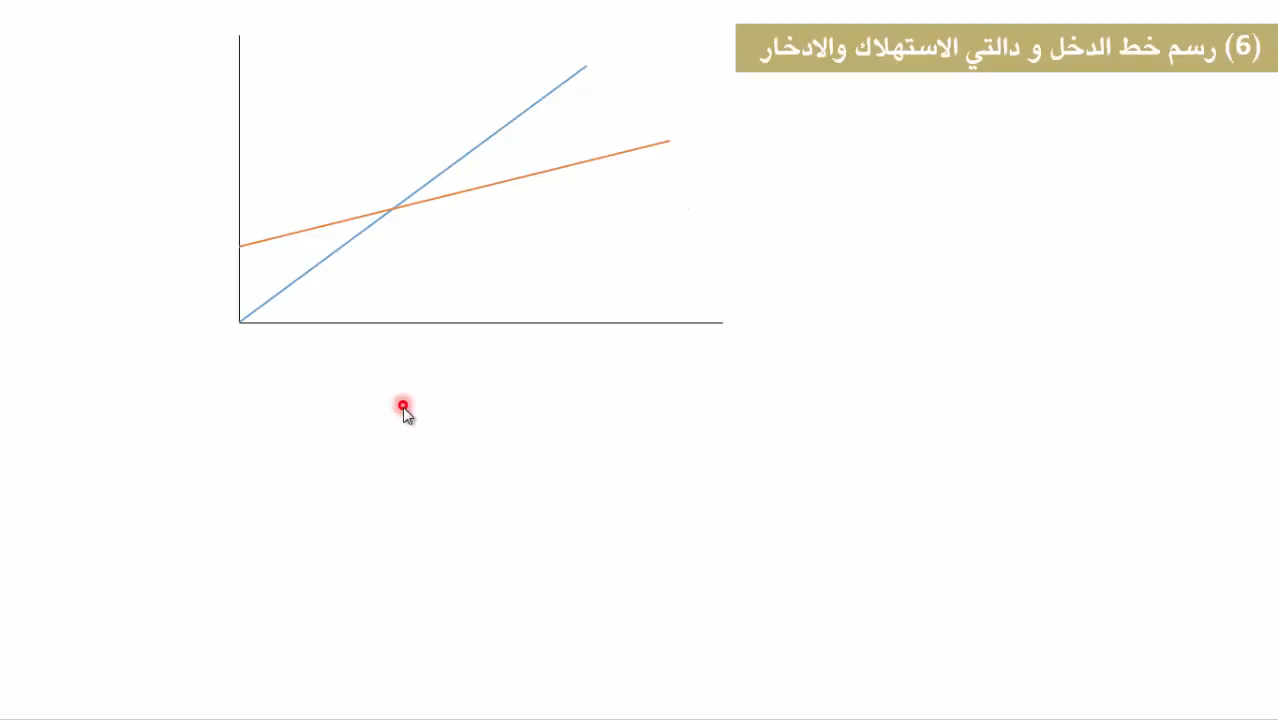 (6) رسم خط الدخل و دالتي الاستهلاك والادخار